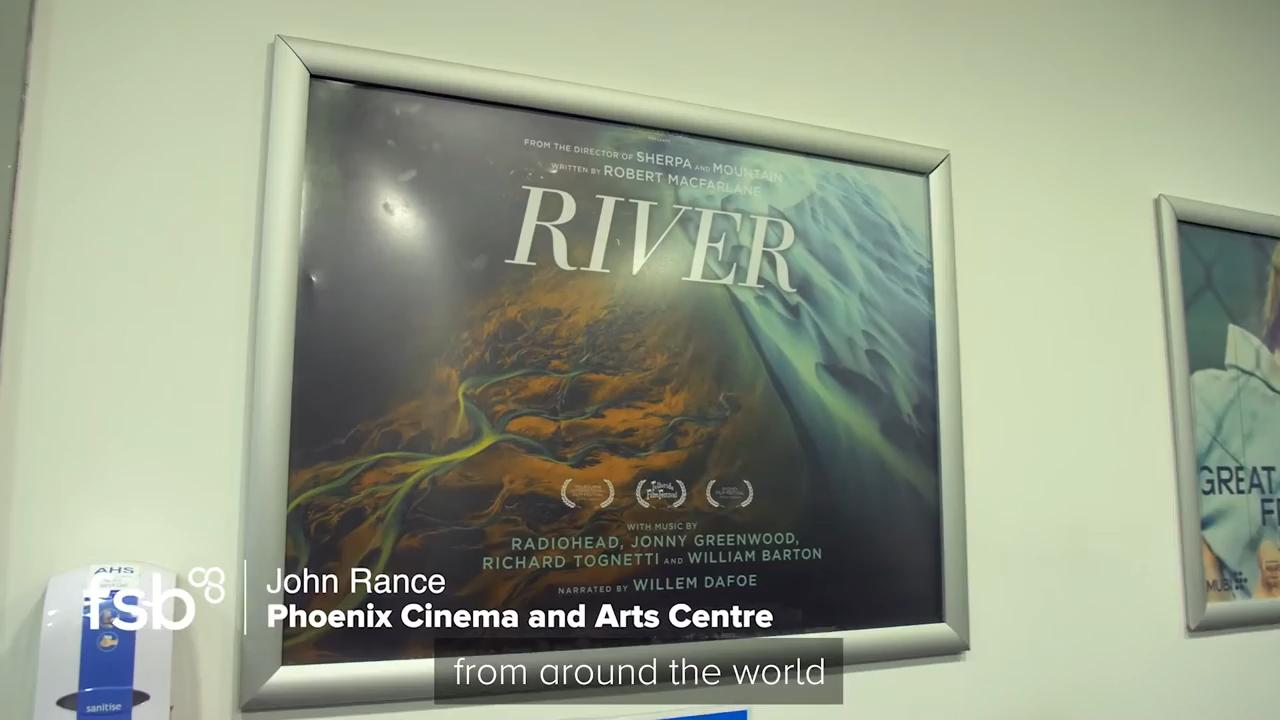 FROM THE DIRECTOR OF SHERPA AND MOUNTAIN
WRITTEN BY ROBERT MACFARLANE
RIVER
WITH MUSIC BY
RADIOHEAD, JONNY GREENWOOD,
RICHARD TOGNETTI AND WILLIAM BARTON
NARRATED BY WILLEM DAFOE
GREAT
MUBI
AHS
sanitise
fsb
John Rance
Phoenix Cinema and Arts Centre
from around the world